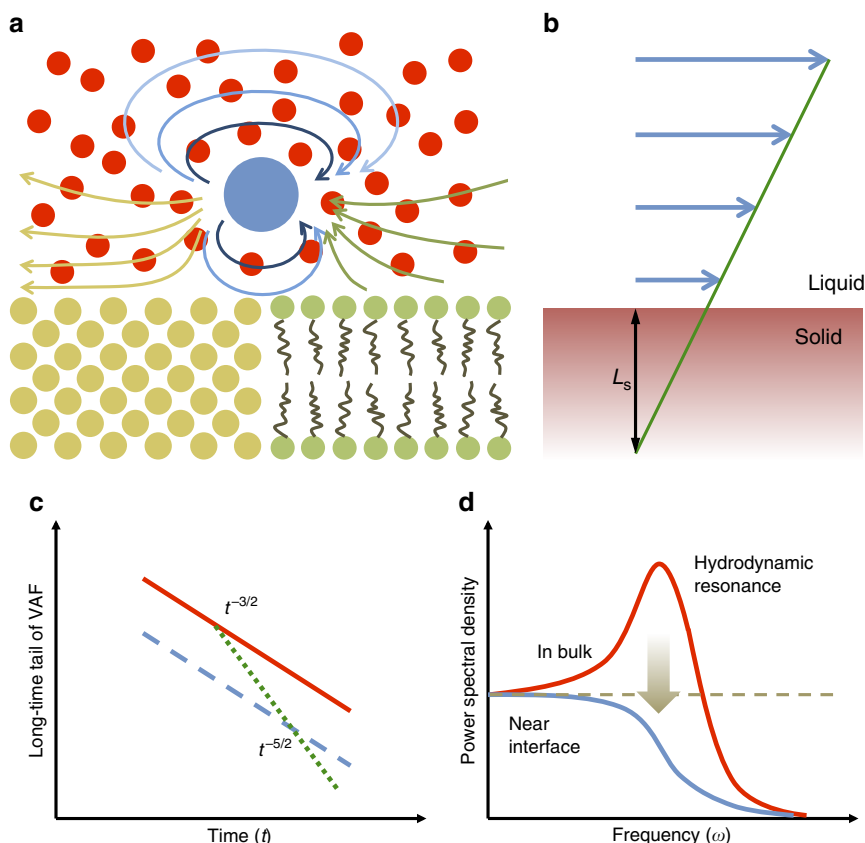 a
b
Liquid
Solid
Lₛ
c
Long-time tail of VAF
t⁻³/²
t⁻⁵/²
Time (t)
d
Power spectral density
Hydrodynamic
resonance
In bulk
Near
interface
Frequency (ω)